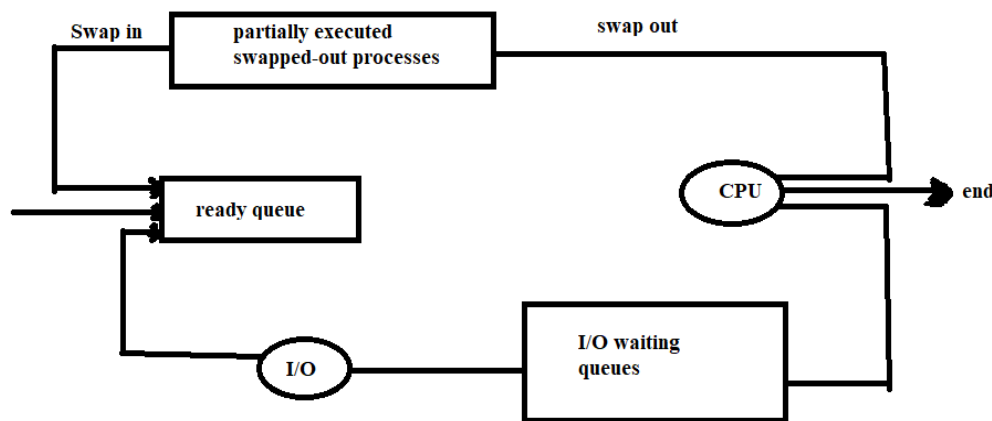 Swap in
partially executed
swapped-out processes
swap out
ready queue
CPU
end
I/O
I/O waiting
queues